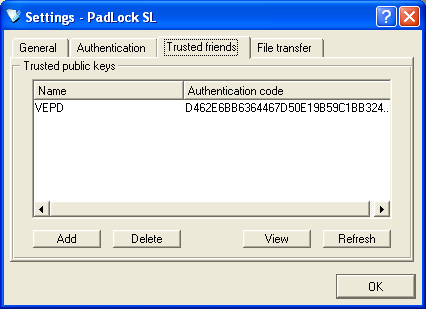 Settings - PadLock SL
General Authentication Trusted friends File transfer
Trusted public keys
Name Authentication code
VEPD D462E6BB6364467D50E19B59C1BB324..
Add Delete View Refresh
OK